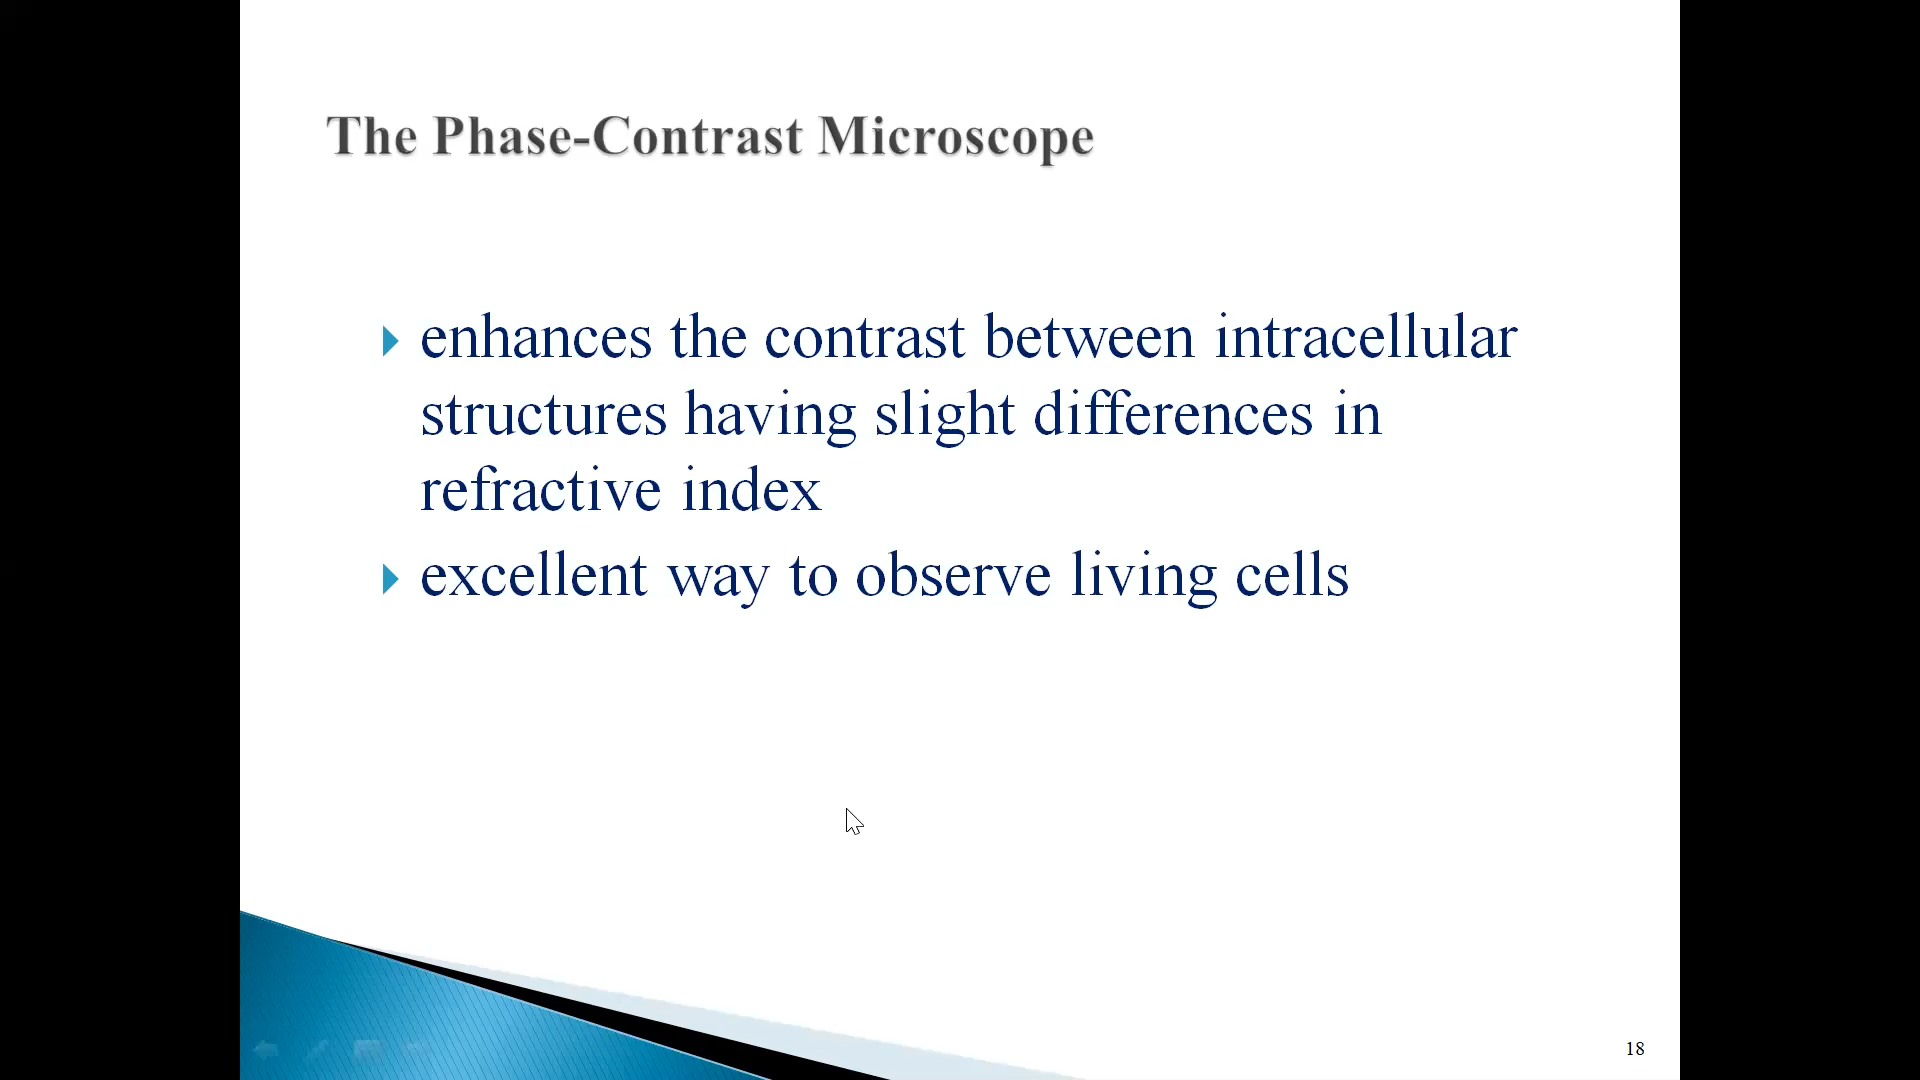 The Phase-Contrast Microscope
enhances the contrast between intracellular
structures having slight differences in
refractive index
excellent way to observe living cells
18